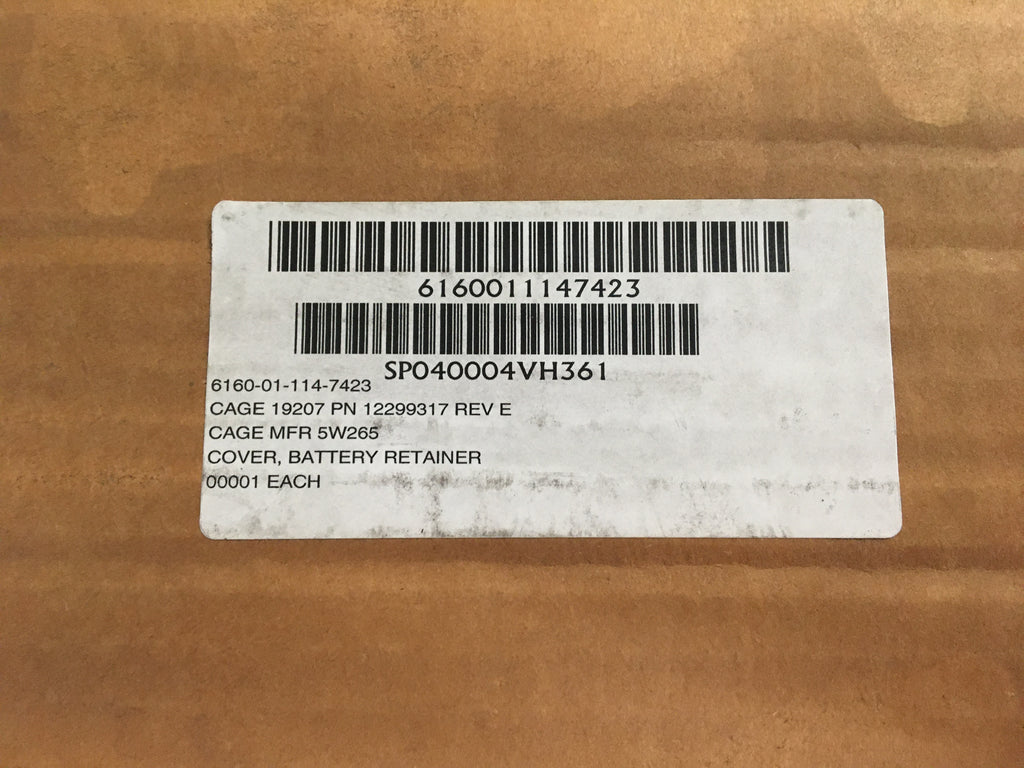 6160011147423
SP040004VH361
6160-01-114-7423
CAGE 19207 PN 12299317 REV E
CAGE MFR 5W265
COVER, BATTERY RETAINER
00001 EACH